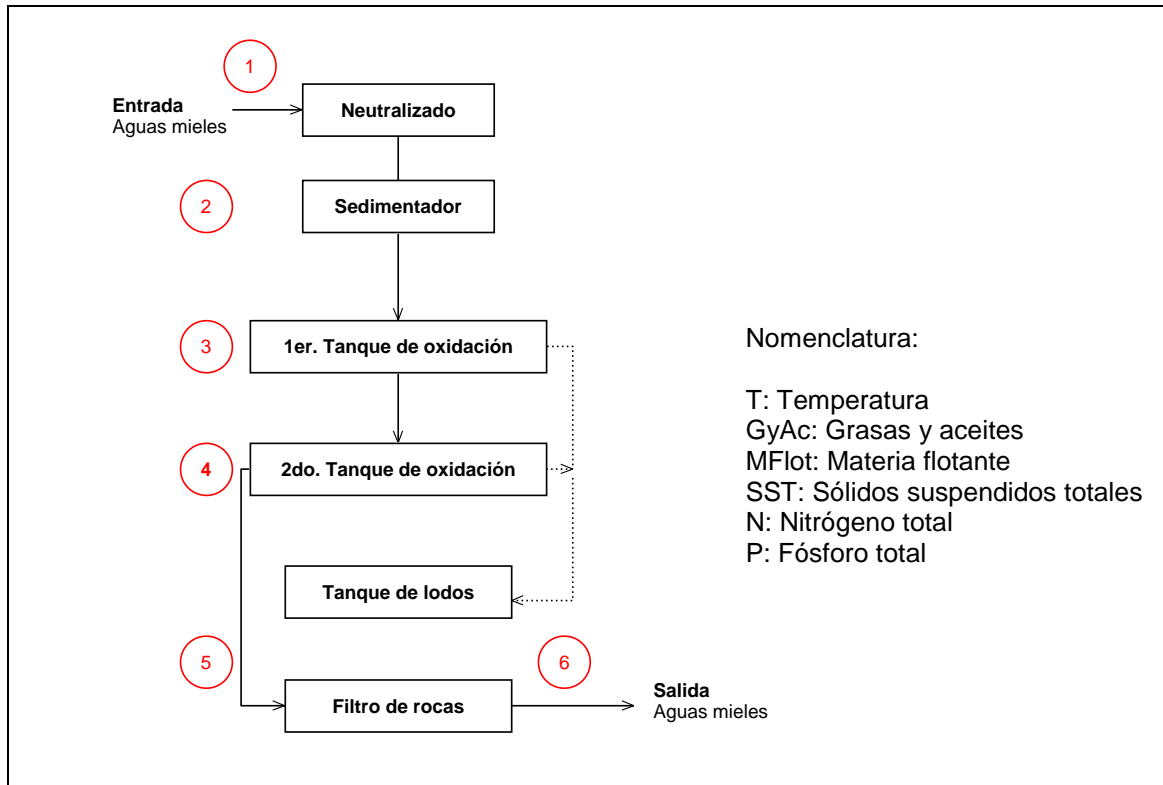 1
Entrada
Aguas mieles
Neutralizado
2
Sedimentador
3
1er. Tanque de oxidación
4
2do. Tanque de oxidación
Tanque de lodos
5
Filtro de rocas
6
Salida
Aguas mieles
Nomenclatura:
T: Temperatura
GyAc: Grasas y aceites
MFlot: Materia flotante
SST: Sólidos suspendidos totales
N: Nitrógeno total
P: Fósforo total